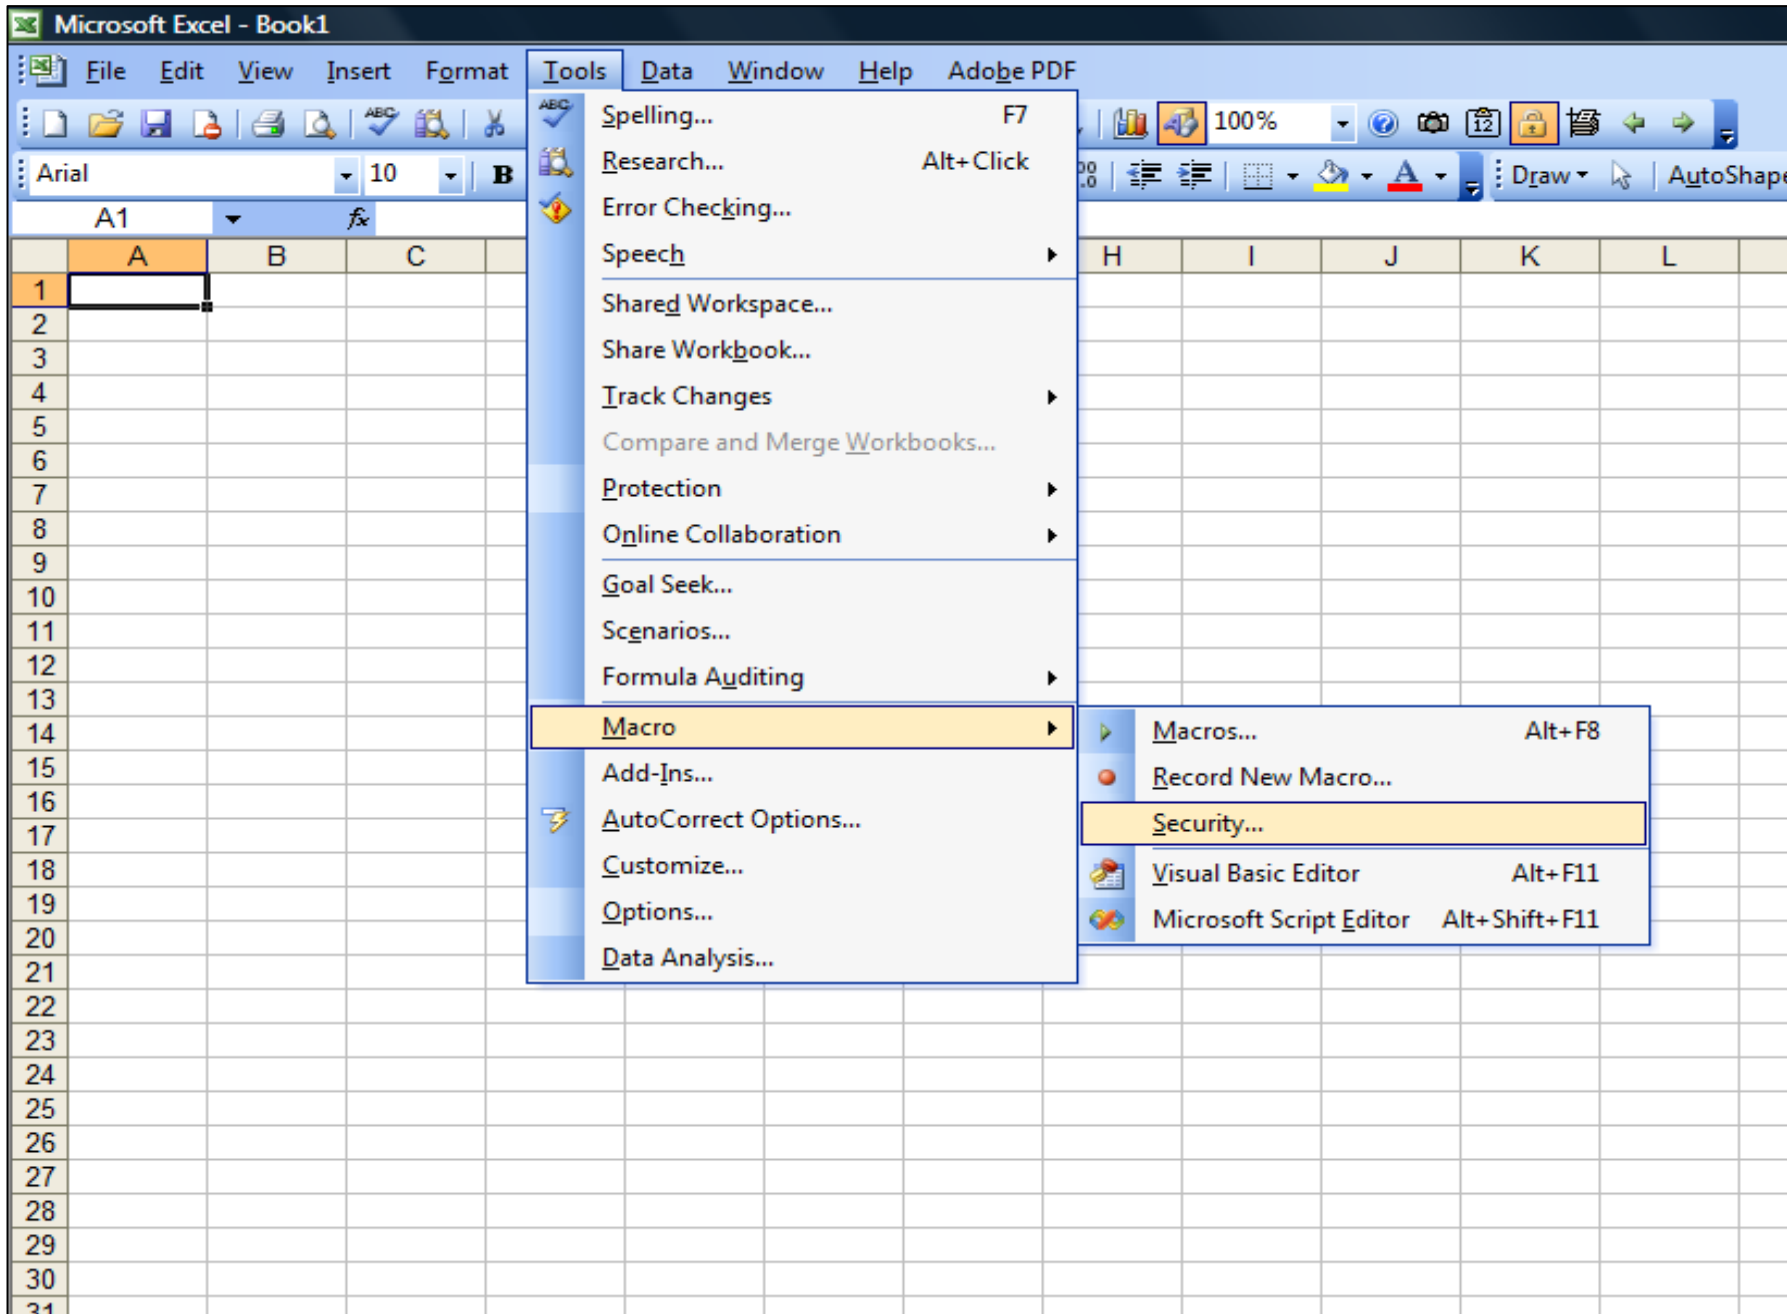 Microsoft Excel - Book1
File Edit View Insert Format Tools Data Window Help Adobe PDF
ABC 100% 12
Arial 10 B .00 A Draw AutoShape
A1 fx
A B C H I J K L
1
2
3
4
5
6
7
8
9
10
11
12
13
14
15
16
17
18
19
20
21
22
23
24
25
26
27
28
29
30
31
ABC Spelling... F7
Research... Alt+Click
Error Checking...
Speech
Shared Workspace...
Share Workbook...
Track Changes
Compare and Merge Workbooks...
Protection
Online Collaboration
Goal Seek...
Scenarios...
Formula Auditing
Macro
Add-Ins...
AutoCorrect Options...
Customize...
Options...
Data Analysis...
Macros... Alt+F8
Record New Macro...
Security...
Visual Basic Editor Alt+F11
Microsoft Script Editor Alt+Shift+F11